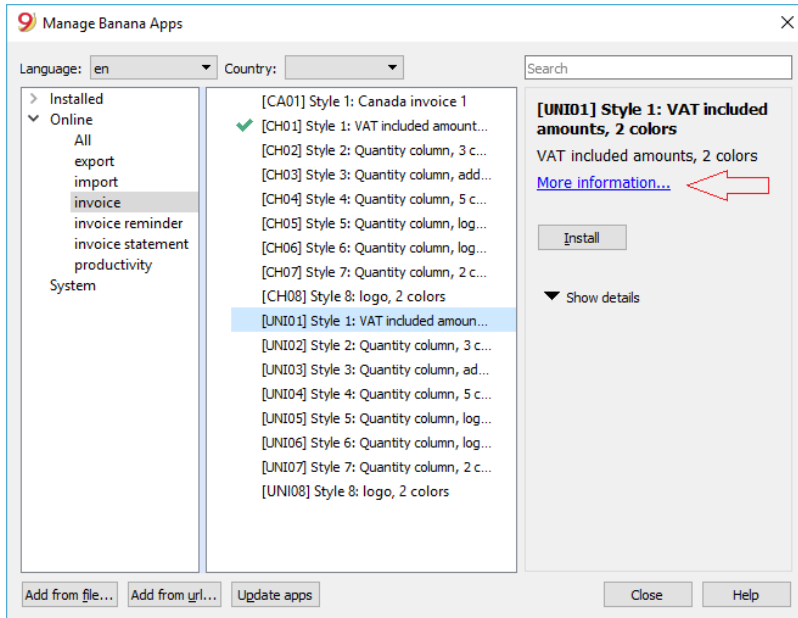 Manage Banana Apps
Language: en Country: Search
Installed
Online
All
export
import
invoice
invoice reminder
invoice statement
productivity
System
[CA01] Style 1: Canada invoice 1
[CH01] Style 1: VAT included amount...
[CH02] Style 2: Quantity column, 3 c...
[CH03] Style 3: Quantity column, add...
[CH04] Style 4: Quantity column, 5 c...
[CH05] Style 5: Quantity column, log...
[CH06] Style 6: Quantity column, log...
[CH07] Style 7: Quantity column, 2 c...
[CH08] Style 8: logo, 2 colors
[UNI01] Style 1: VAT included amoun...
[UNI02] Style 2: Quantity column, 3 c...
[UNI03] Style 3: Quantity column, ad...
[UNI04] Style 4: Quantity column, 5 c...
[UNI05] Style 5: Quantity column, log...
[UNI06] Style 6: Quantity column, log...
[UNI07] Style 7: Quantity column, 2 c...
[UNI08] Style 8: logo, 2 colors
[UNI01] Style 1: VAT included
amounts, 2 colors
VAT included amounts, 2 colors
More information...
Install
Show details
Add from file... Add from url... Update apps Close Help